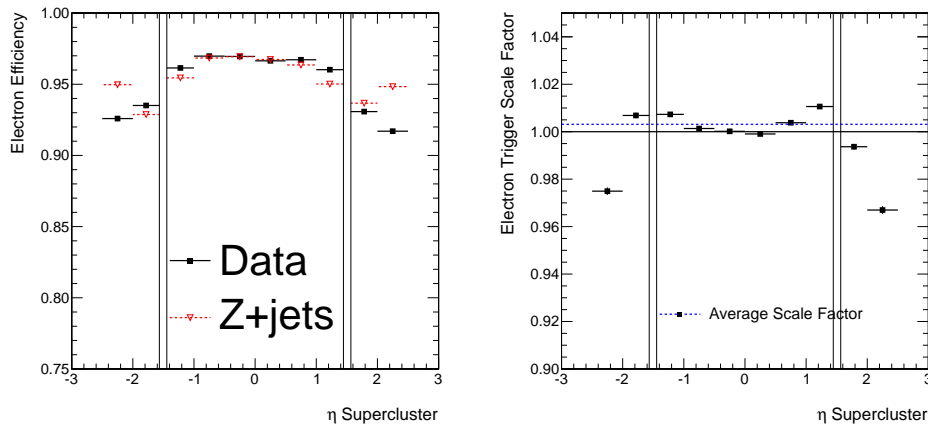 Electron Efficiency
1.00
0.95
0.90
0.85
0.80
0.75
Data
Z+jets
-3 -2 -1 0 1 2 3
η Supercluster
Electron Trigger Scale Factor
1.04
1.02
1.00
0.98
0.96
0.94
0.92
0.90
Average Scale Factor
-3 -2 -1 0 1 2 3
η Supercluster